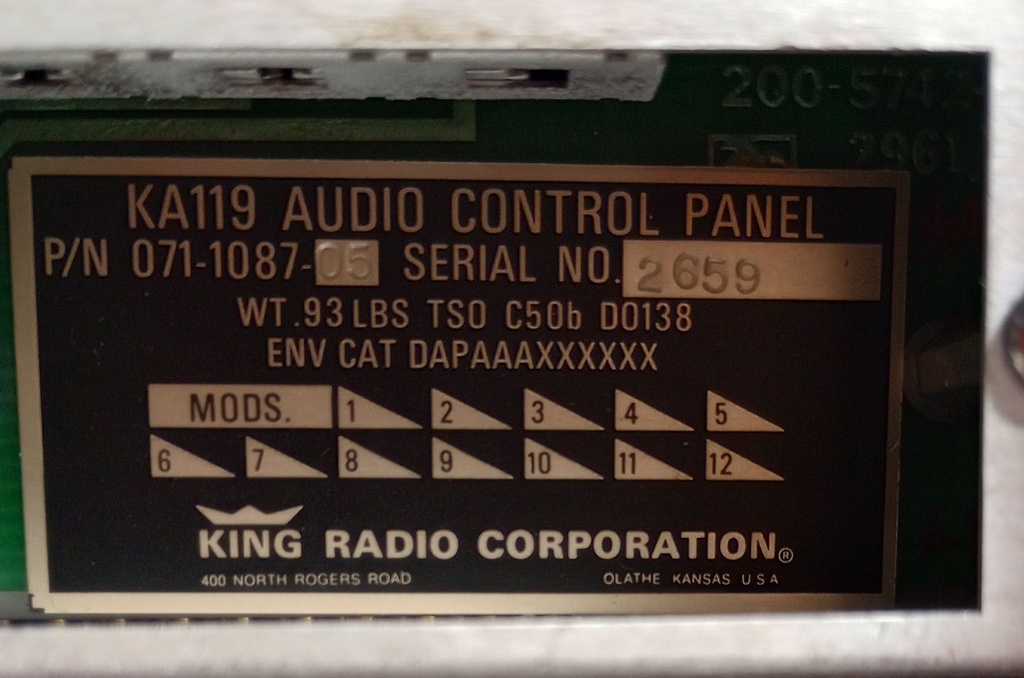 200-5742
2961
KA119 AUDIO CONTROL PANEL
P/N 071-1087-05 SERIAL NO. 2659
WT .93 LBS TSO C50b DO138
ENV CAT DAPAAAXXXXXX
MODS. 1 2 3 4 5
6 7 8 9 10 11 12
KING RADIO CORPORATION®
400 NORTH ROGERS ROAD OLATHE KANSAS U S A